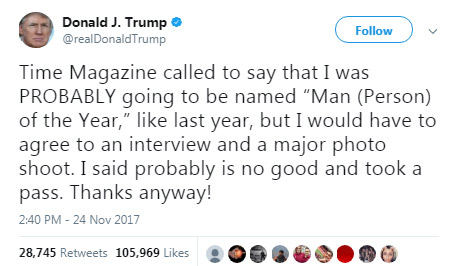 Donald J. Trump
@realDonaldTrump
Follow
Time Magazine called to say that I was
PROBABLY going to be named “Man (Person)
of the Year,” like last year, but I would have to
agree to an interview and a major photo
shoot. I said probably is no good and took a
pass. Thanks anyway!
2:40 PM - 24 Nov 2017
28,745 Retweets 105,969 Likes